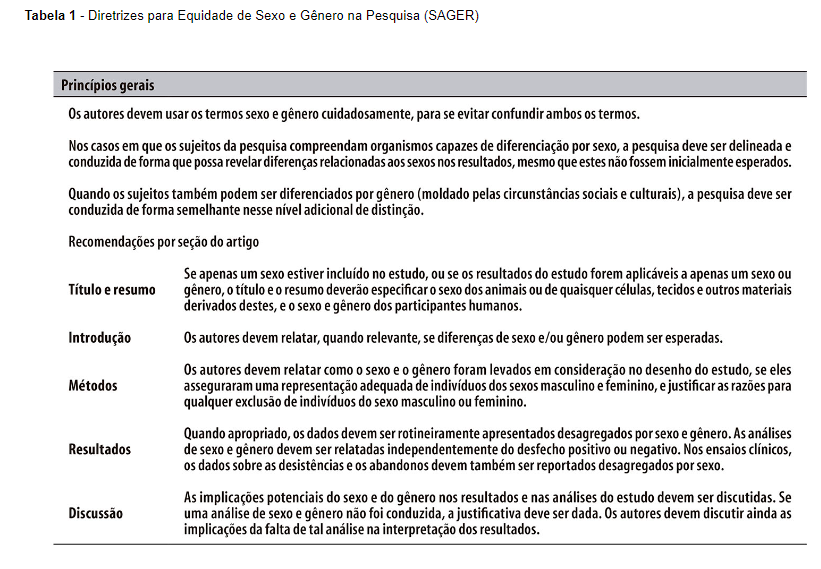 Tabela 1 - Diretrizes para Equidade de Sexo e Gênero na Pesquisa (SAGER)
Princípios gerais
Os autores devem usar os termos sexo e gênero cuidadosamente, para se evitar confundir ambos os termos.
Nos casos em que os sujeitos da pesquisa compreendam organismos capazes de diferenciação por sexo, a pesquisa deve ser delineada e
conduzida de forma que possa revelar diferenças relacionadas aos sexos nos resultados, mesmo que estes não fossem inicialmente esperados.
Quando os sujeitos também podem ser diferenciados por gênero (moldado pelas circunstâncias sociais e culturais), a pesquisa deve ser
conduzida de forma semelhante nesse nível adicional de distinção.
Recomendações por seção do artigo
Título e resumo
Se apenas um sexo estiver incluído no estudo, ou se os resultados do estudo forem aplicáveis a apenas um sexo ou
gênero, o título e o resumo deverão especificar o sexo dos animais ou de quaisquer células, tecidos e outros materiais
derivados destes, e o sexo e gênero dos participantes humanos.
Introdução
Os autores devem relatar, quando relevante, se diferenças de sexo e/ou gênero podem ser esperadas.
Métodos
Os autores devem relatar como o sexo e o gênero foram levados em consideração no desenho do estudo, se eles
asseguraram uma representação adequada de indivíduos dos sexos masculino e feminino, e justificar as razões para
qualquer exclusão de indivíduos do sexo masculino ou feminino.
Resultados
Quando apropriado, os dados devem ser rotineiramente apresentados desagregados por sexo e gênero. As análises
de sexo e gênero devem ser relatadas independentemente do desfecho positivo ou negativo. Nos ensaios clínicos,
os dados sobre as desistências e os abandonos devem também ser reportados desagregados por sexo.
Discussão
As implicações potenciais do sexo e do gênero nos resultados e nas análises do estudo devem ser discutidas. Se
uma análise de sexo e gênero não foi conduzida, a justificativa deve ser dada. Os autores devem discutir ainda as
implicações da falta de tal análise na interpretação dos resultados.